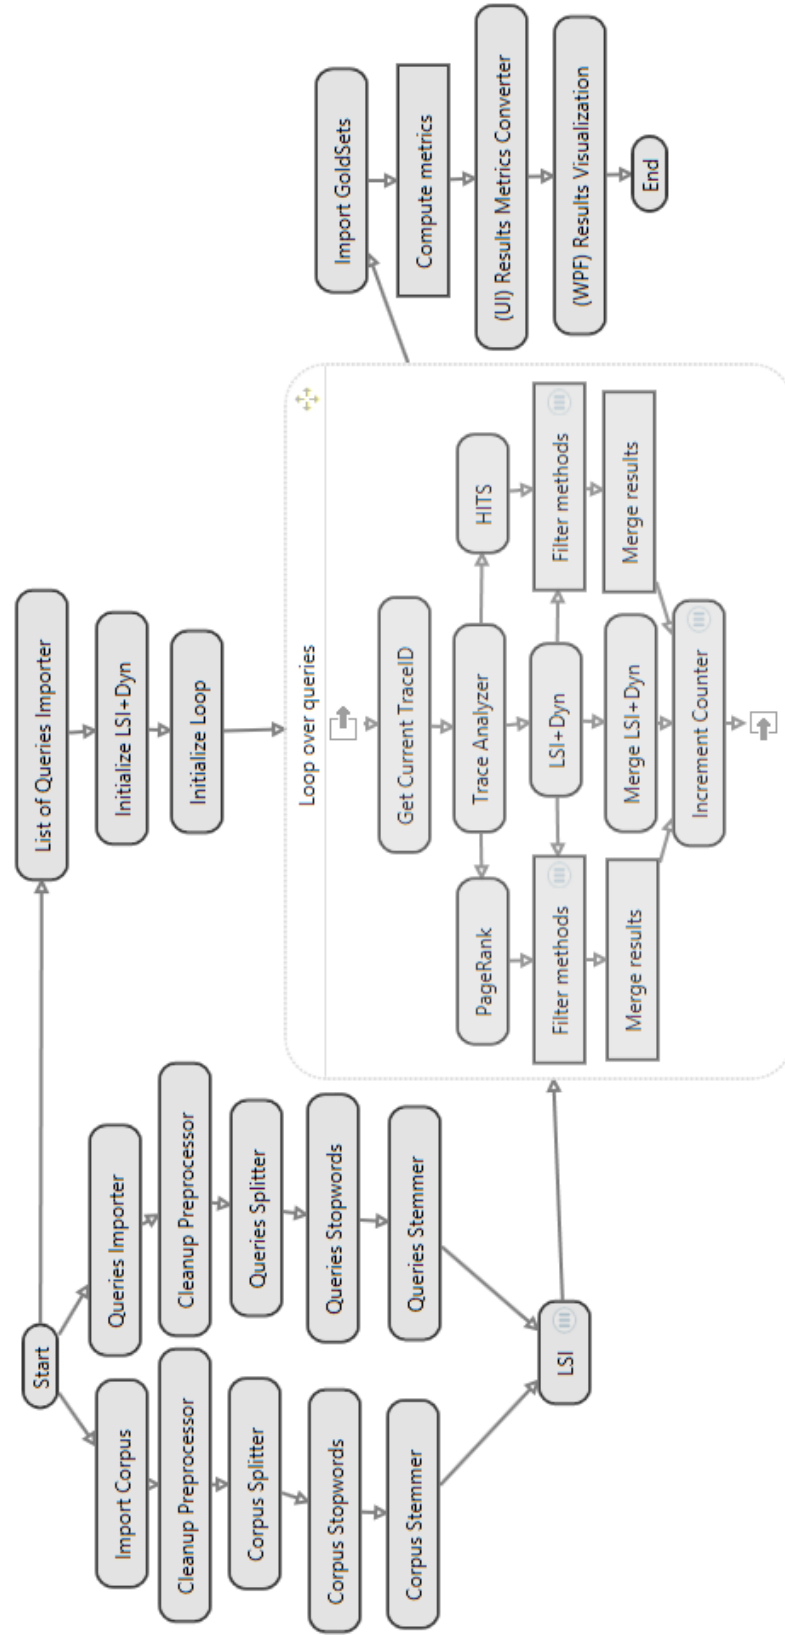 Start
Import Corpus
Cleanup Preprocessor
Corpus Splitter
Corpus Stopwords
Corpus Stemmer
Queries Importer
Cleanup Preprocessor
Queries Splitter
Queries Stopwords
Queries Stemmer
LSI
List of Queries Importer
Initialize LSI+Dyn
Initialize Loop
Loop over queries
Get Current TraceID
Trace Analyzer
PageRank
LSI+Dyn
HITS
Filter methods
Filter methods
Merge results
Merge LSI+Dyn
Merge results
Increment Counter
Import GoldSets
Compute metrics
(UI) Results Metrics Converter
(WPF) Results Visualization
End